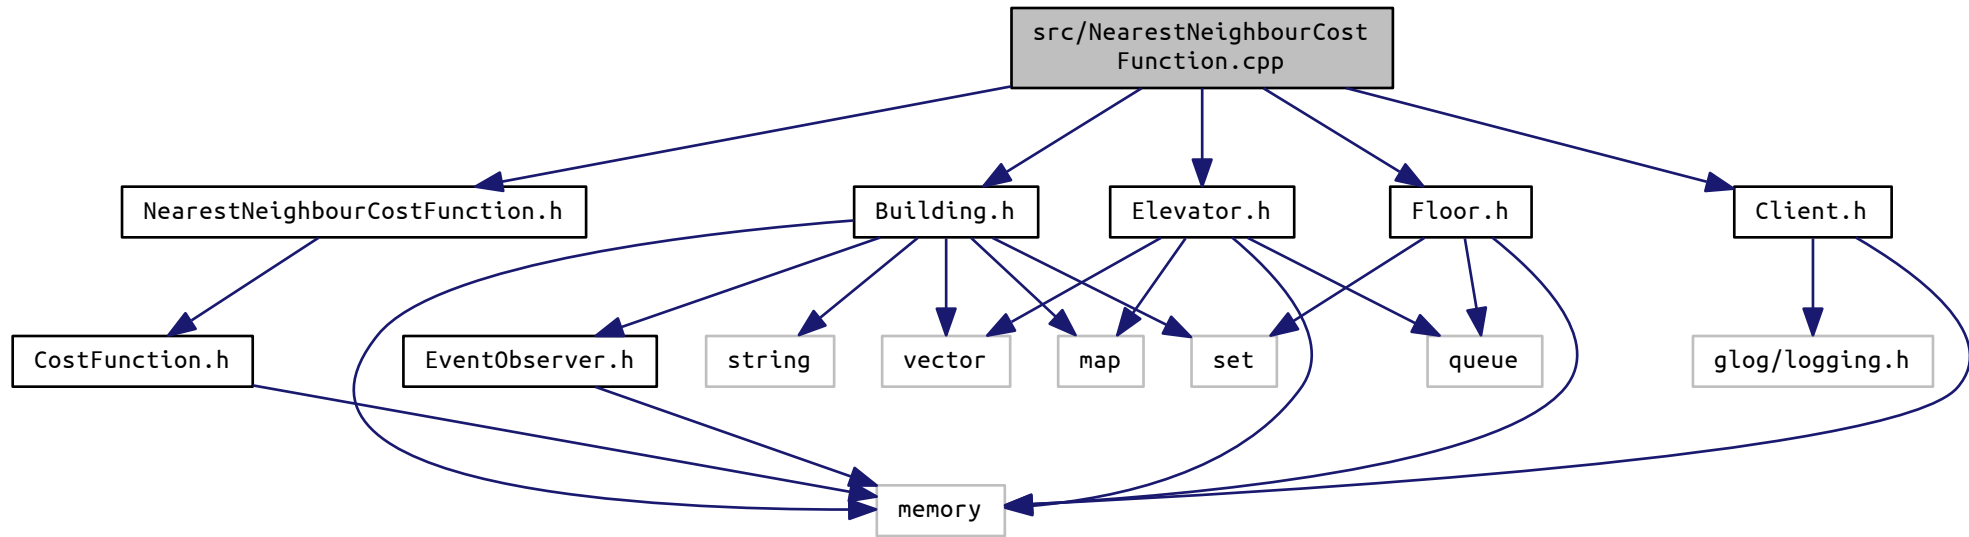 src/NearestNeighbourCost
Function.cpp
NearestNeighbourCostFunction.h
Building.h
Elevator.h
Floor.h
Client.h
CostFunction.h
EventObserver.h
string
vector
map
set
queue
glog/logging.h
memory